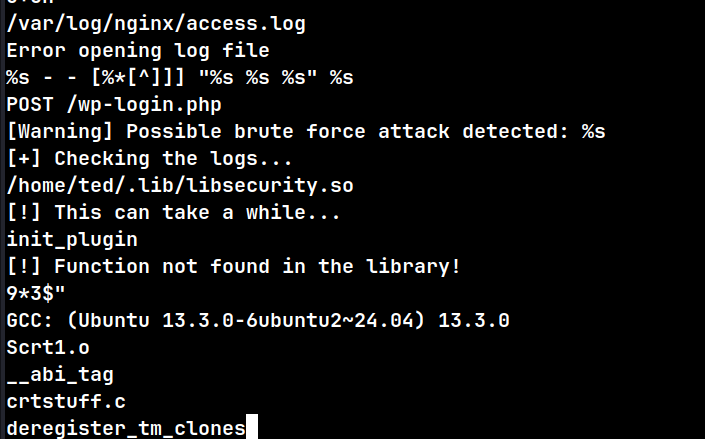 /var/log/nginx/access.log
Error opening log file
%s - - [%*[^]]] "%s %s %s" %s
POST /wp-login.php
[Warning] Possible brute force attack detected: %s
[+] Checking the logs...
/home/ted/.lib/libsecurity.so
[!] This can take a while...
init_plugin
[!] Function not found in the library!
9*3$"
GCC: (Ubuntu 13.3.0-6ubuntu2~24.04) 13.3.0
Scrt1.o
__abi_tag
crtstuff.c
deregister_tm_clones